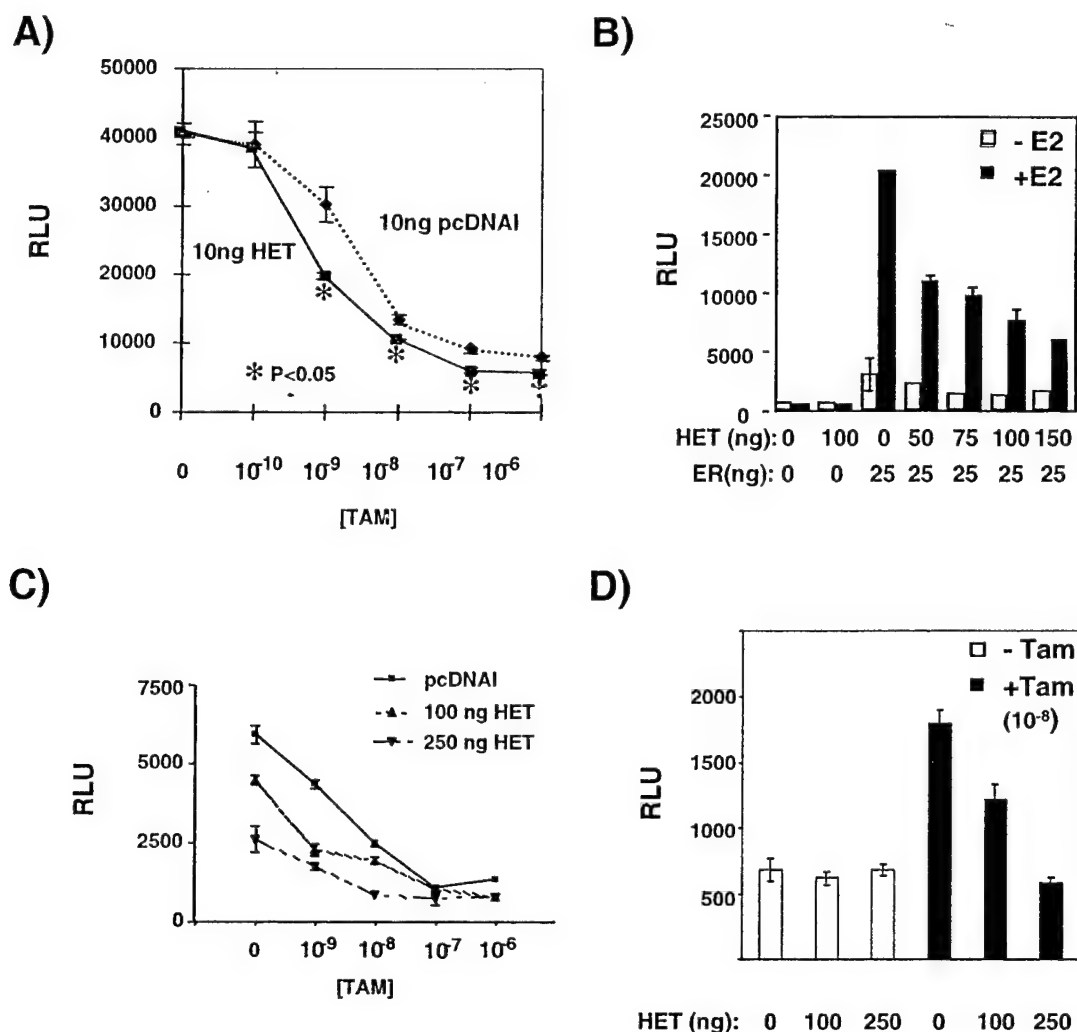 A)
50000
40000
30000
20000
10000
0
RLU
10ng HET
10ng pcDNAI
* P<0.05
0 10⁻¹⁰ 10⁻⁹ 10⁻⁸ 10⁻⁷ 10⁻⁶
[TAM]
B)
25000
20000
15000
10000
5000
0
RLU
- E2
+E2
HET (ng): 0 100 0 50 75 100 150
ER(ng): 0 0 25 25 25 25 25
C)
7500
5000
2500
0
RLU
pcDNAI
100 ng HET
250 ng HET
0 10⁻⁹ 10⁻⁸ 10⁻⁷ 10⁻⁶
[TAM]
D)
2000
1500
1000
500
RLU
- Tam
+Tam
(10⁻⁸)
HET (ng): 0 100 250 0 100 250